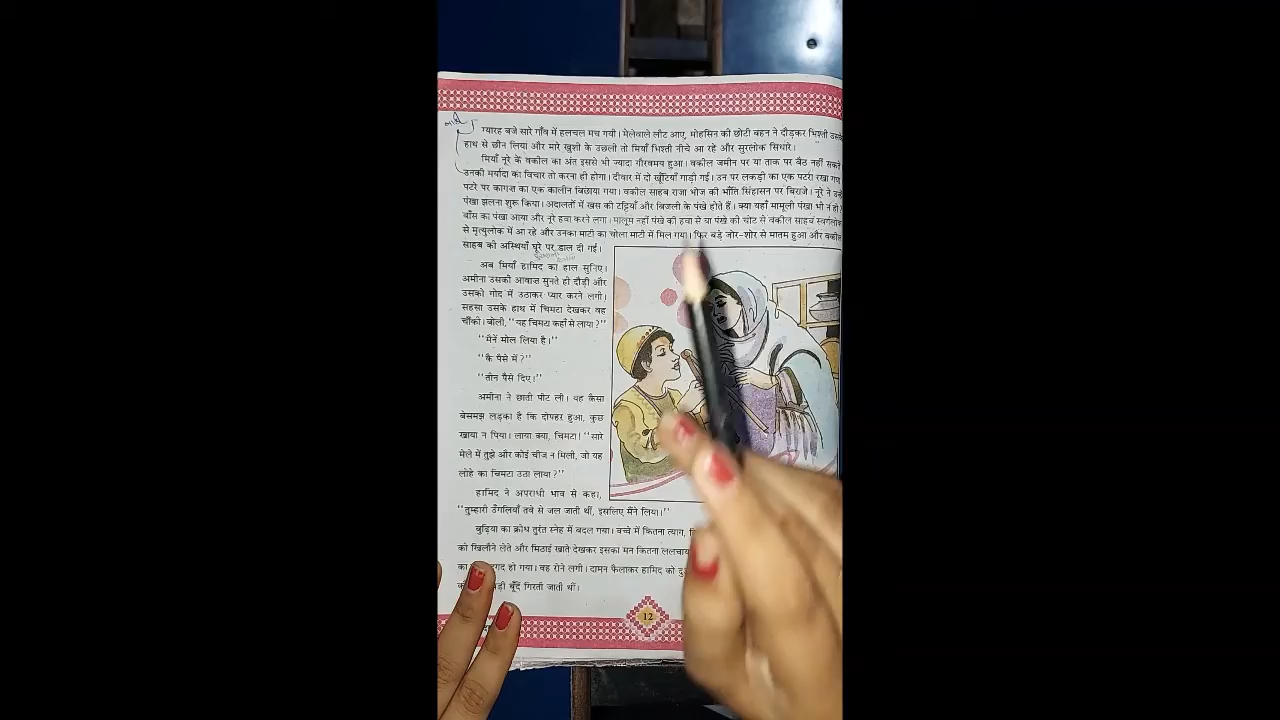 ग्यारह बजे सारे गाँव में हलचल मच गयी। मेलेवाले लौट आए, मोहसिन की छोटी बहन ने दौड़कर भिश्ती उसके
हाथ से छीन लिया और मारे खुशी के उछली तो मियाँ भिश्ती नीचे आ रहे और सुरलोक सिधारे।
मियाँ नूरे के वकील का अंत इससे भी ज्यादा गौरवमय हुआ। वकील जमीन पर या ताक पर बैठ नहीं सकते
उनकी मर्यादा का विचार तो करना ही होगा। दीवार में दो खूँटियाँ गाड़ी गईं। उन पर लकड़ी का एक पटरा रखा गया
पटरे पर कागज का एक कालीन बिछाया गया। वकील साहब राजा भोज की भाँति सिंहासन पर बिराजे। नूरे ने उन्हें
पंखा झलना शुरू किया। अदालतों में खस की टट्टियाँ और बिजली के पंखे होते हैं। क्या यहाँ मामूली पंखा भी न हो?
बाँस का पंखा आया और नूरे हवा करने लगा। मालूम नहीं पंखे की हवा से या पंखे की चोट से वकील साहब स्वर्गलोक
से मृत्युलोक में आ रहे और उनका माटी का चोला माटी में मिल गया। फिर बड़े जोर-शोर से मातम हुआ और वकील
साहब की अस्थियाँ घूरे पर डाल दी गईं।
अब मियाँ हामिद का हाल सुनिए।
अमीना उसकी आवाज सुनते ही दौड़ी और
उसको गोद में उठाकर प्यार करने लगी।
सहसा उसके हाथ में चिमटा देखकर वह
चौंकी। बोली, "यह चिमटा कहाँ से लाया?"
"मैनें मोल लिया है।"
"कै पैसे में?"
"तीन पैसे दिए।"
अमीना ने छाती पीट ली। यह कैसा
बेसमझ लड़का है कि दोपहर हुआ, कुछ
खाया न पिया। लाया क्या, चिमटा! "सारे
मेले में तुझे और कोई चीज न मिली, जो यह
लोहे का चिमटा उठा लाया?"
हामिद ने अपराधी भाव से कहा,
"तुम्हारी उँगलियाँ तवे से जल जाती थीं, इसलिए मैंने लिया।"
बुढ़िया का क्रोध तुरंत स्नेह में बदल गया। बच्चे में कितना त्याग,
को खिलौने लेते और मिठाई खाते देखकर इसका मन कितना ललचाया
का गदगद हो गया। वह रोने लगी। दामन फैलाकर हामिद को
बूँदें गिरती जाती थीं।
12